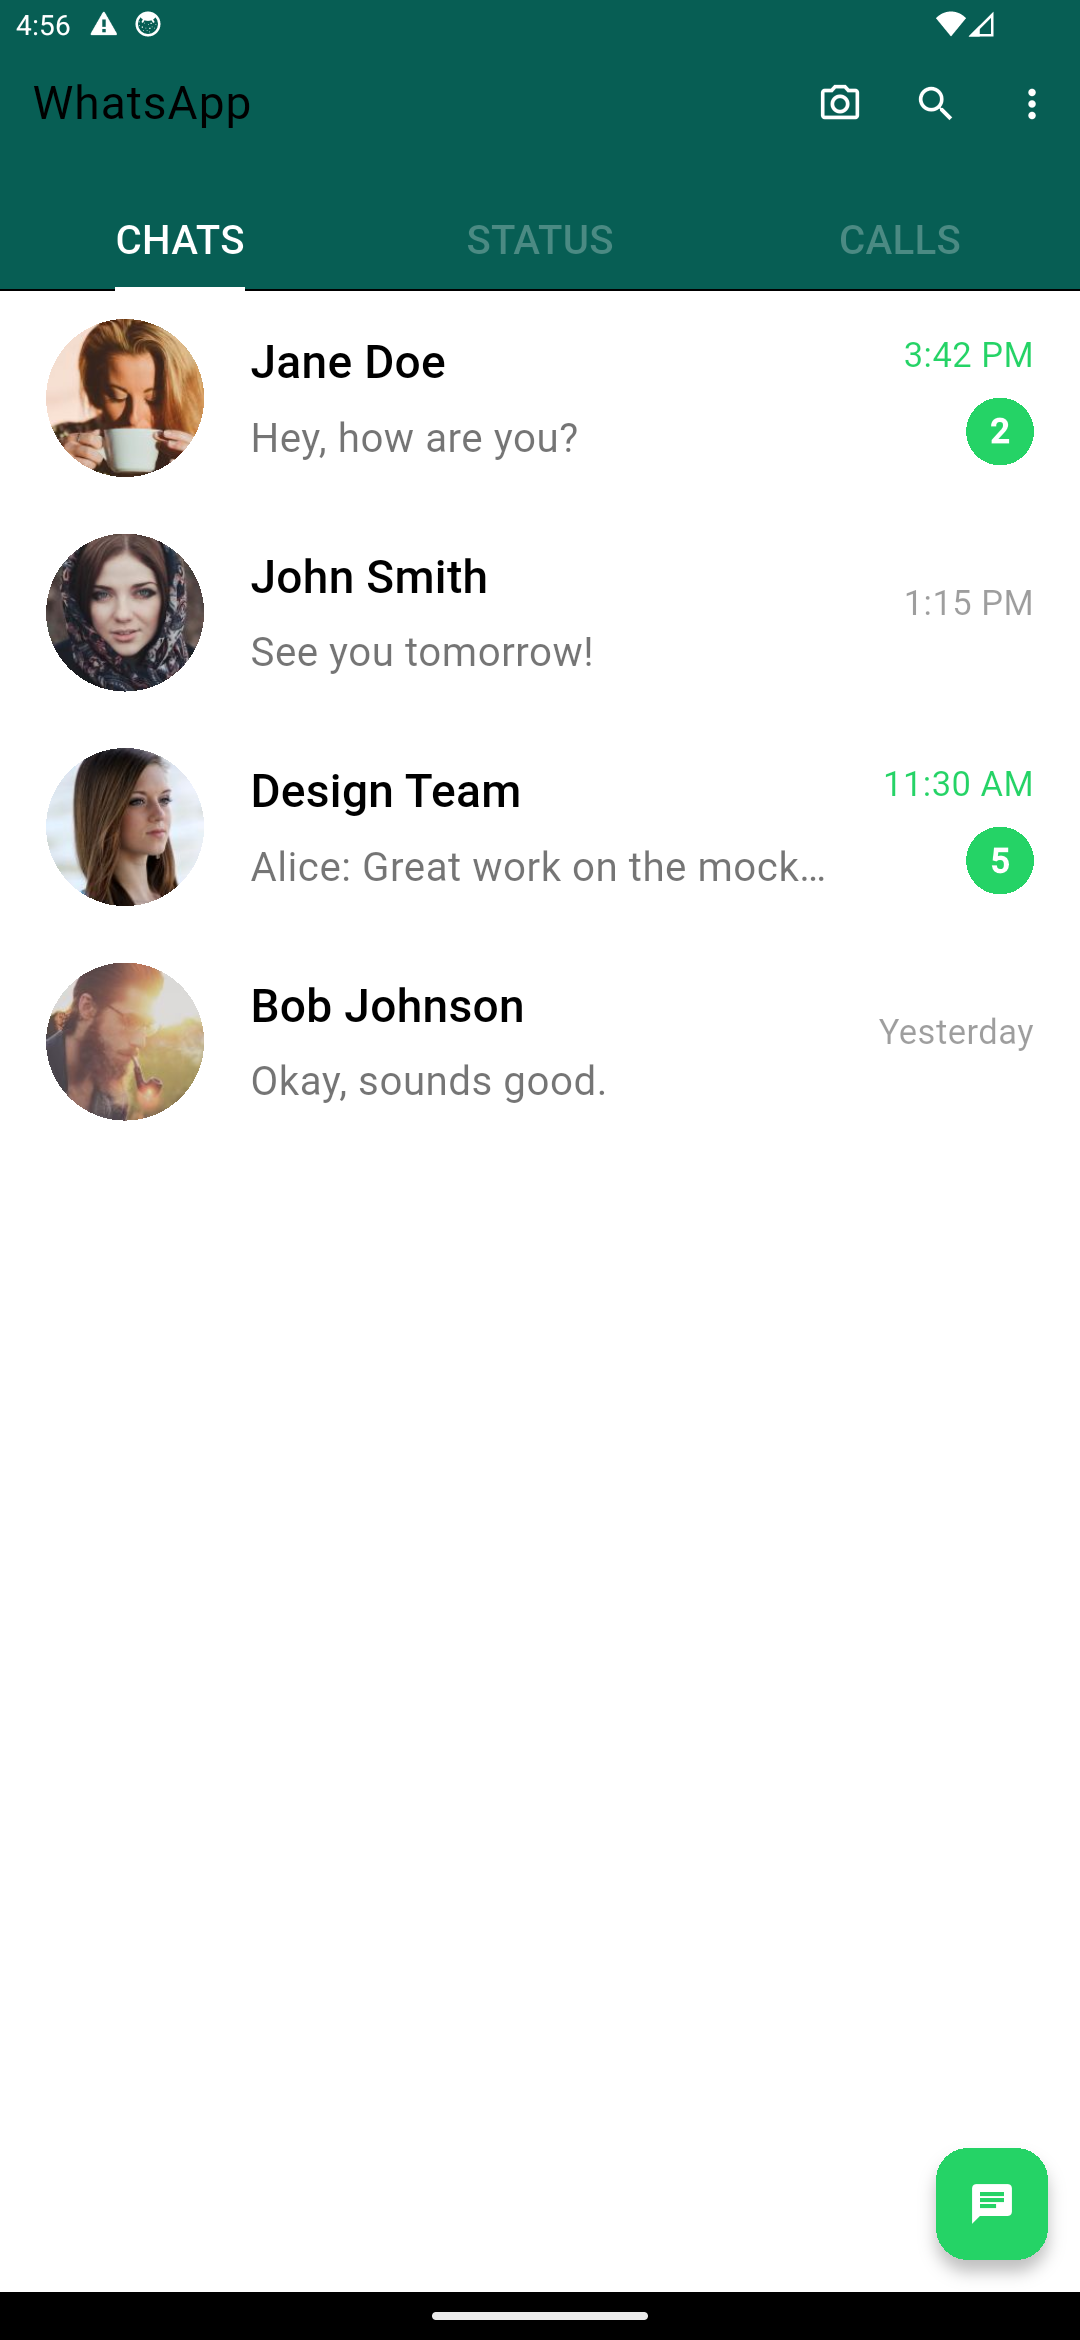 4:56
WhatsApp
CHATS STATUS CALLS
Jane Doe 3:42 PM
Hey, how are you? 2
John Smith 1:15 PM
See you tomorrow!
Design Team 11:30 AM
Alice: Great work on the mock... 5
Bob Johnson Yesterday
Okay, sounds good.